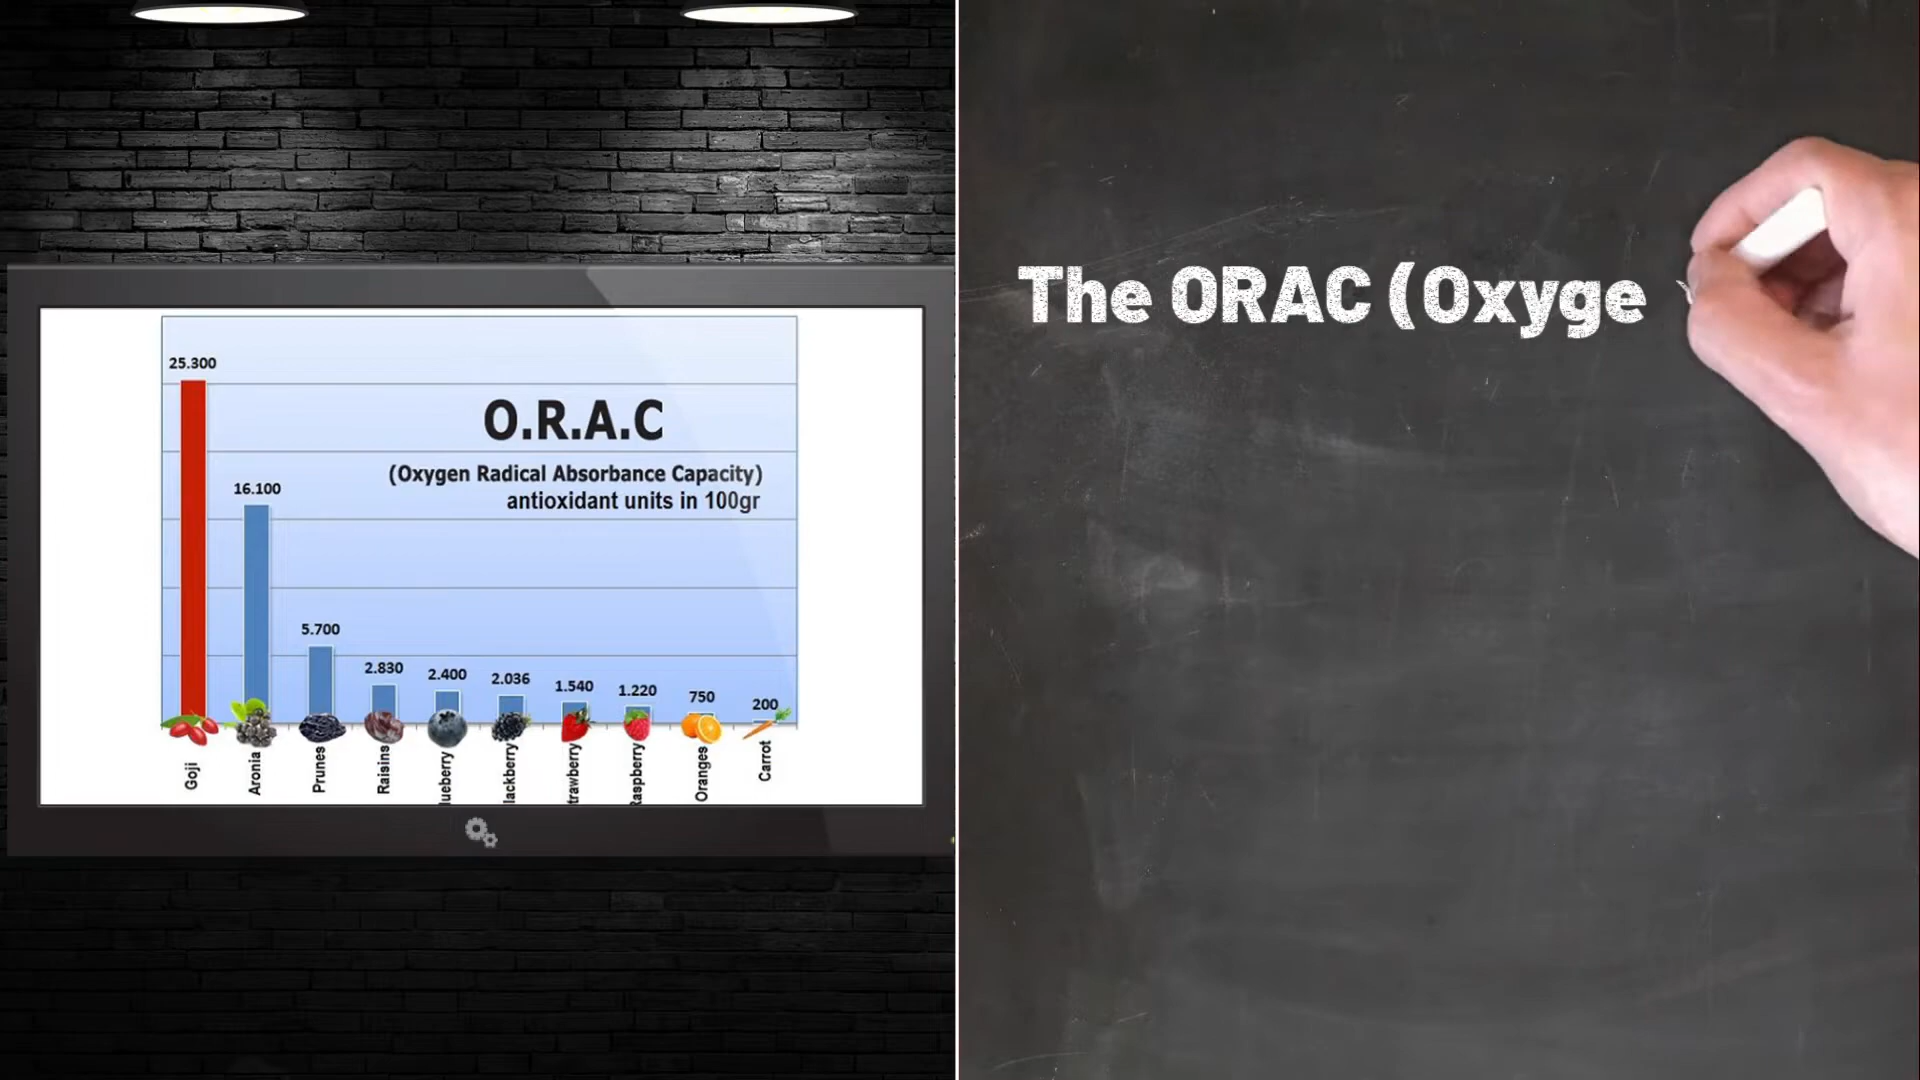 25.300
16.100
5.700
2.830
2.400
2.036
1.540
1.220
750
200
O.R.A.C
(Oxygen Radical Absorbance Capacity)
antioxidant units in 100gr
Goji
Aronia
Prunes
Raisins
lueberry
lackberry
trawberry
Raspberry
Oranges
Carrot
The ORAC (Oxyge